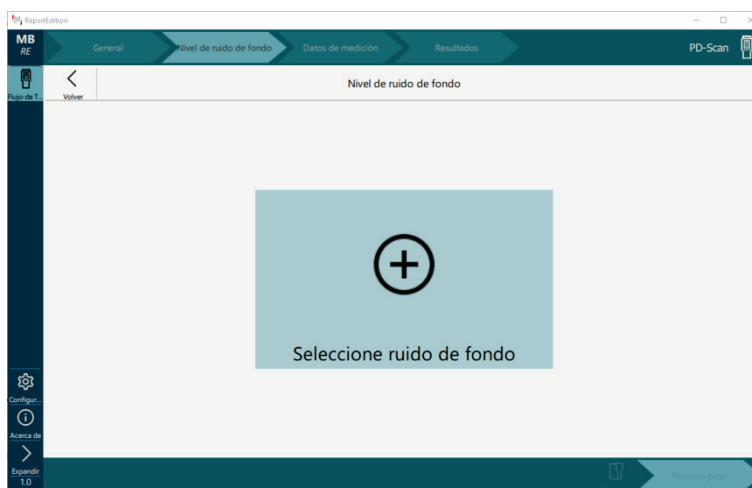 ReportEdition
MB
RE
General
Nivel de ruido de fondo
Datos de medición
Resultados
PD-Scan
Flujo de T...
Volver
Nivel de ruido de fondo
Seleccione ruido de fondo
Configur...
Acerca de
Expandir
1.0
Próximo paso